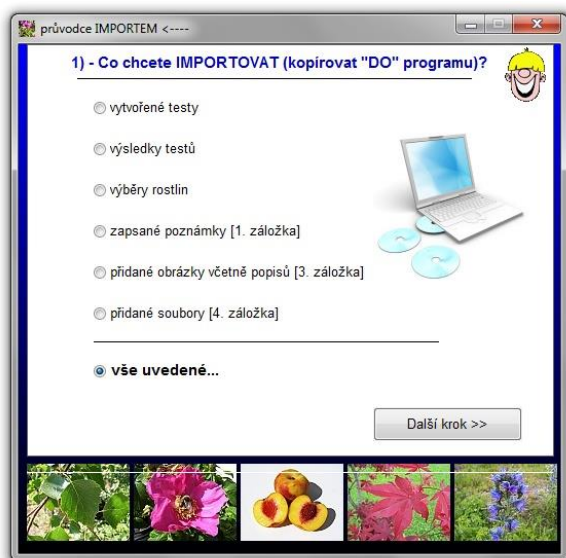 průvodce IMPORTEM <----
1) - Co chcete IMPORTOVAT (kopírovat "DO" programu)?
vytvořené testy
výsledky testů
výběry rostlin
zapsané poznámky [1. záložka]
přidané obrázky včetně popisů [3. záložka]
přidané soubory [4. záložka]
vše uvedené...
Další krok >>